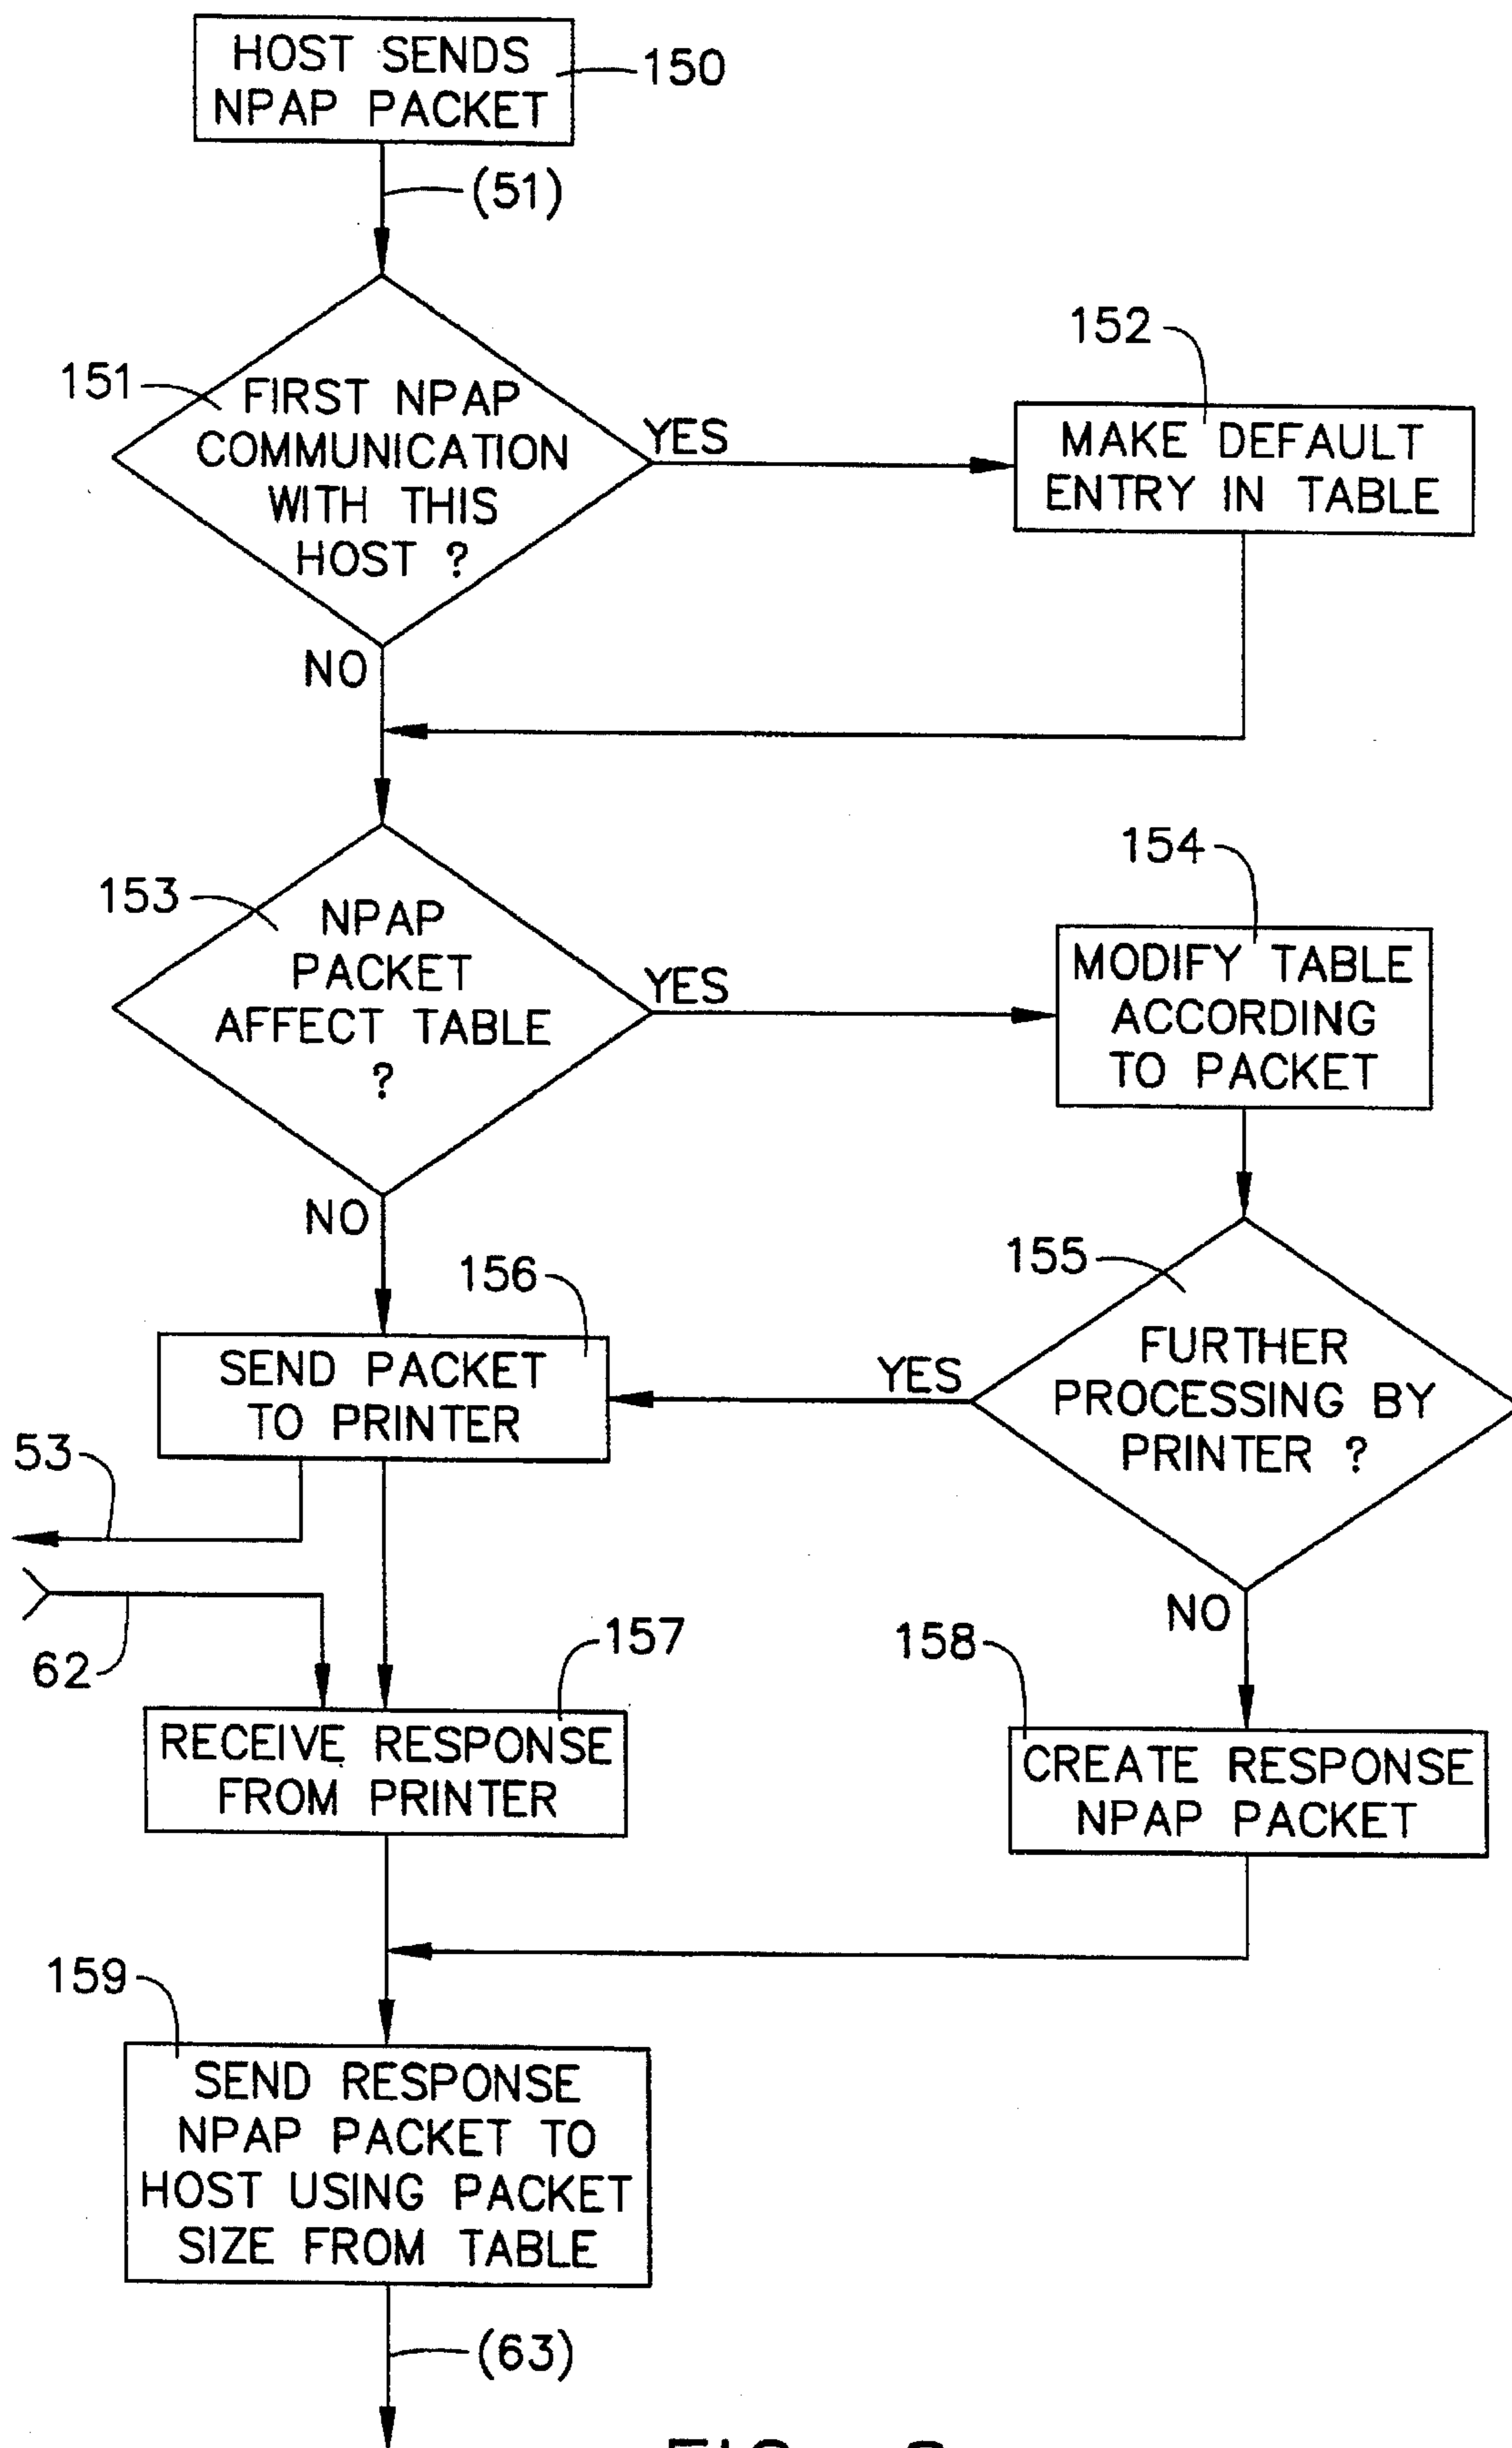 HOST SENDS
NPAP PACKET
150
(51)
151
FIRST NPAP
COMMUNICATION
WITH THIS
HOST ?
YES
NO
152
MAKE DEFAULT
ENTRY IN TABLE
153
NPAP
PACKET
AFFECT TABLE
?
YES
NO
154
MODIFY TABLE
ACCORDING
TO PACKET
155
FURTHER
PROCESSING BY
PRINTER ?
YES
NO
156
SEND PACKET
TO PRINTER
53
62
157
RECEIVE RESPONSE
FROM PRINTER
158
CREATE RESPONSE
NPAP PACKET
159
SEND RESPONSE
NPAP PACKET TO
HOST USING PACKET
SIZE FROM TABLE
(63)